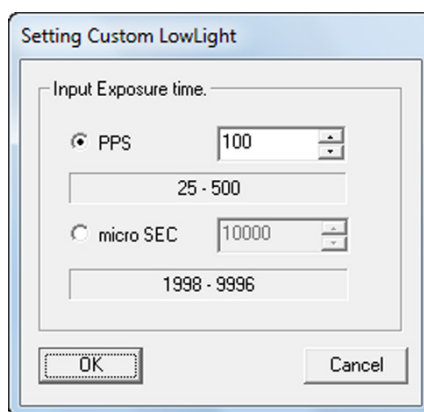 Setting Custom LowLight
Input Exposure time.
PPS 100
25 - 500
micro SEC 10000
1998 - 9996
OK Cancel